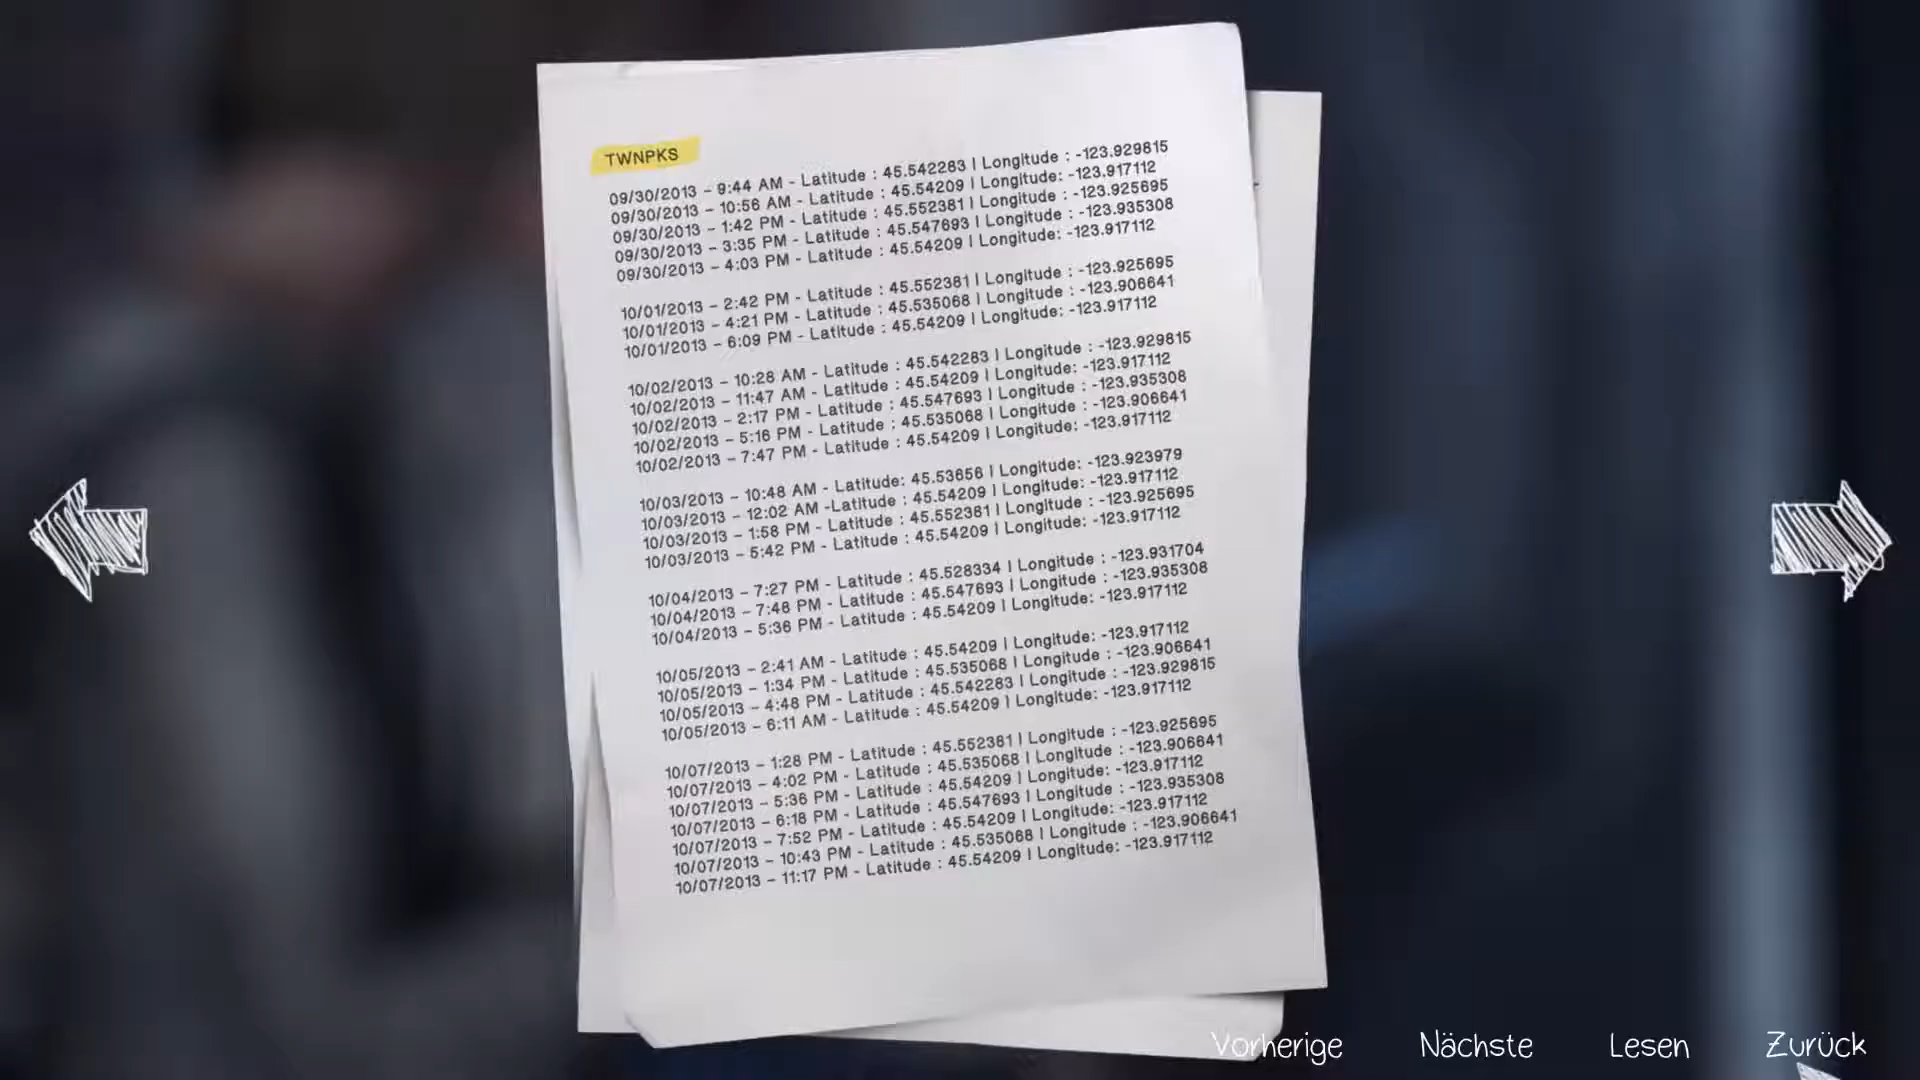 TWNPKS
09/30/2013 - 9:44 AM - Latitude : 45.542283 | Longitude : -123.929815
09/30/2013 - 10:56 AM - Latitude : 45.54209 | Longitude: -123.917112
09/30/2013 - 1:42 PM - Latitude : 45.552381 | Longitude : -123.925695
09/30/2013 - 3:35 PM - Latitude : 45.547693 | Longitude : -123.935308
09/30/2013 - 4:03 PM - Latitude : 45.54209 | Longitude: -123.917112
10/01/2013 - 2:42 PM - Latitude : 45.552381 | Longitude : -123.925695
10/01/2013 - 4:21 PM - Latitude : 45.535068 | Longitude : -123.906641
10/01/2013 - 6:09 PM - Latitude : 45.54209 | Longitude: -123.917112
10/02/2013 - 10:28 AM - Latitude : 45.542283 | Longitude : -123.929815
10/02/2013 - 11:47 AM - Latitude : 45.54209 | Longitude: -123.917112
10/02/2013 - 2:17 PM - Latitude : 45.547693 | Longitude : -123.935308
10/02/2013 - 5:16 PM - Latitude : 45.535068 | Longitude : -123.906641
10/02/2013 - 7:47 PM - Latitude : 45.54209 | Longitude: -123.917112
10/03/2013 - 10:48 AM - Latitude: 45.53656 | Longitude: -123.923979
10/03/2013 - 12:02 AM -Latitude : 45.54209 | Longitude: -123.917112
10/03/2013 - 1:58 PM - Latitude : 45.552381 | Longitude : -123.925695
10/03/2013 - 5:42 PM - Latitude : 45.54209 | Longitude: -123.917112
10/04/2013 - 7:27 PM - Latitude : 45.528334 | Longitude : -123.931704
10/04/2013 - 7:48 PM - Latitude : 45.547693 | Longitude : -123.935308
10/04/2013 - 5:36 PM - Latitude : 45.54209 | Longitude: -123.917112
10/05/2013 - 2:41 AM - Latitude : 45.54209 | Longitude: -123.917112
10/05/2013 - 1:34 PM - Latitude : 45.535068 | Longitude : -123.906641
10/05/2013 - 4:48 PM - Latitude : 45.542283 | Longitude : -123.929815
10/05/2013 - 6:11 AM - Latitude : 45.54209 | Longitude: -123.917112
10/07/2013 - 1:28 PM - Latitude : 45.552381 | Longitude : -123.925695
10/07/2013 - 4:02 PM - Latitude : 45.535068 | Longitude : -123.906641
10/07/2013 - 5:36 PM - Latitude : 45.54209 | Longitude: -123.917112
10/07/2013 - 6:18 PM - Latitude : 45.547693 | Longitude : -123.935308
10/07/2013 - 7:52 PM - Latitude : 45.54209 | Longitude: -123.917112
10/07/2013 - 10:43 PM - Latitude : 45.535068 | Longitude : -123.906641
10/07/2013 - 11:17 PM - Latitude : 45.54209 | Longitude: -123.917112
Vorherige Nächste Lesen Zurück